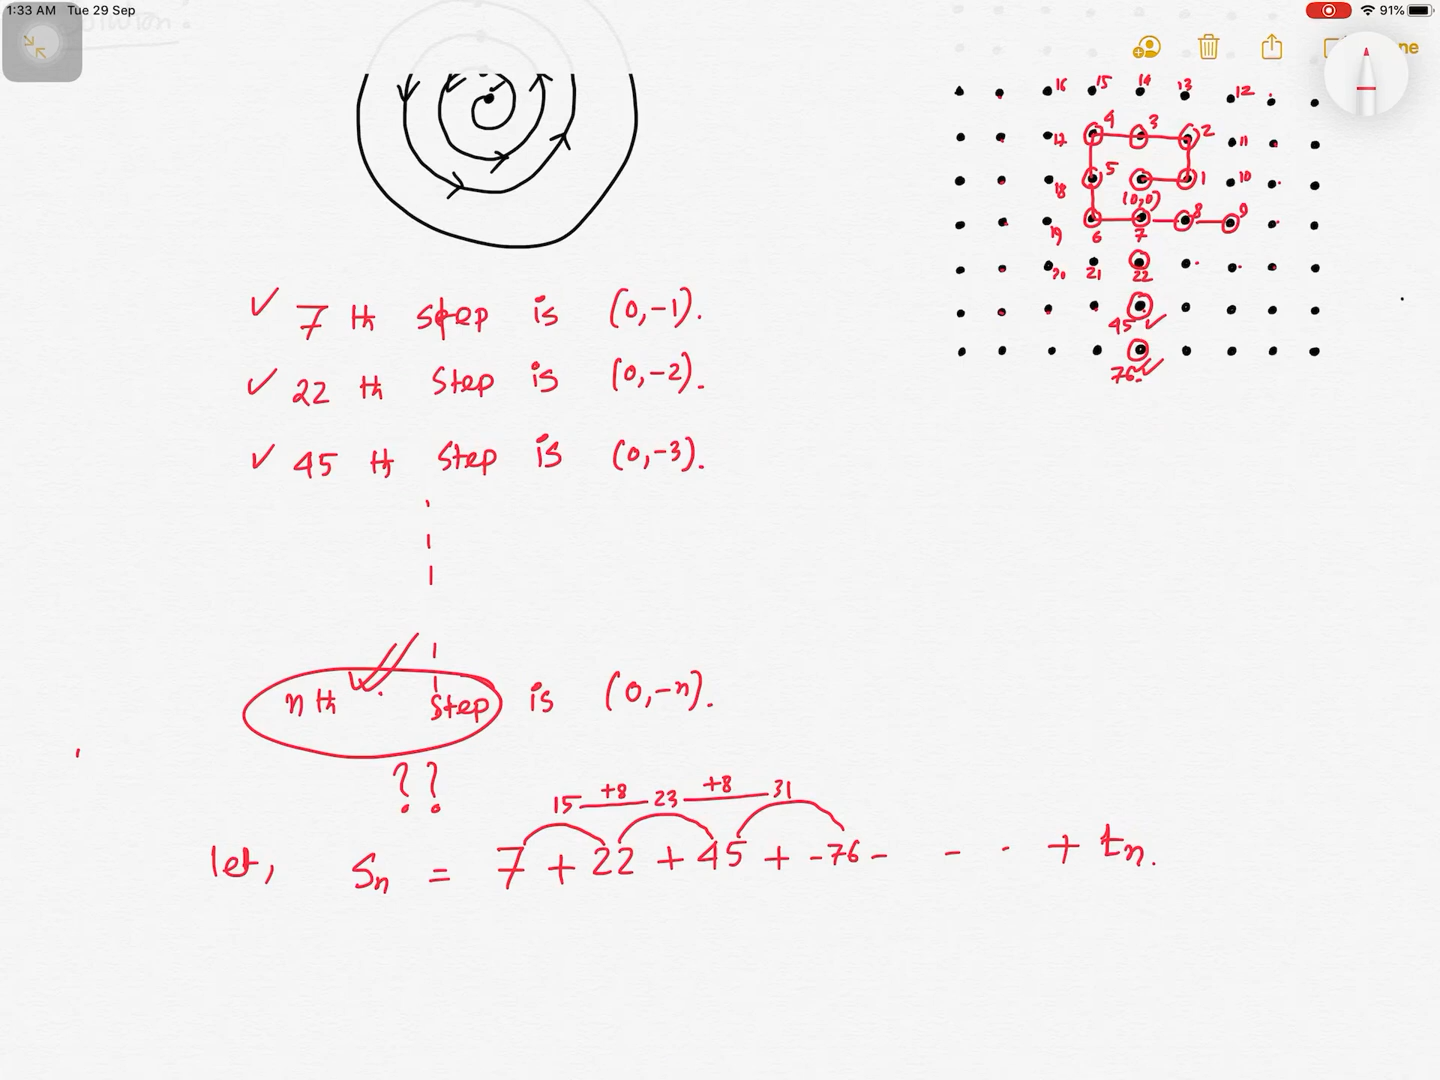 1:33 AM Tue 29 Sep 91%
16 15 14 13 12
17 4 3 2 11
18 5 (0,0) 1 10
19 6 7 8 9
20 21 22
45
76
7 th step is (0,-1).
22 th step is (0,-2).
45 th step is (0,-3).
n th step is (0,-n).
??
15 +8 23 +8 31
let, Sn = 7 + 22 + 45 + -76- - · + tn.